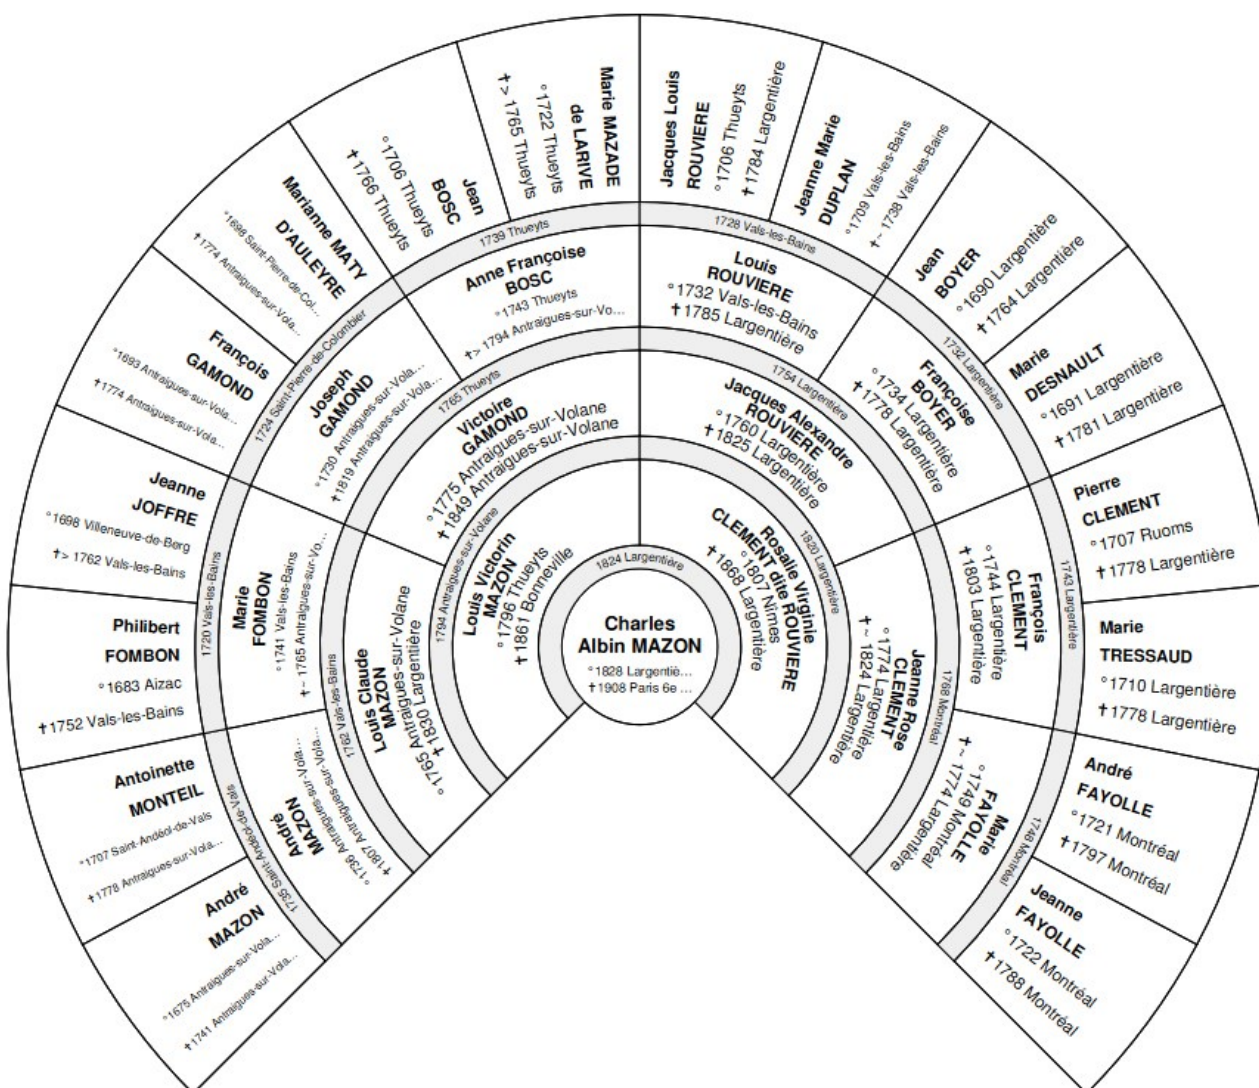 Charles
Albin MAZON
°1828 Largentiè…
✝1908 Paris 6e …
1824 Largentière
Louis Victorin
MAZON
°1796 Thueyts
✝1861 Bonneville
Rosalie Virginie
CLEMENT dite ROUVIERE
°1807 Nîmes
✝1868 Largentière
1794 Antraigues-sur-Volane
1820 Largentière
Louis Claude
MAZON
°1765 Antraigues-sur-Volane
✝1830 Largentière
Victoire
GAMOND
°1775 Antraigues-sur-Volane
✝1849 Antraigues-sur-Volane
Jacques Alexandre
ROUVIERE
°1760 Largentière
✝1825 Largentière
Jeanne Rose
CLEMENT
°1774 Largentière
✝~ 1824 Largentière
1762 Vals-les-Bains
1765 Thueyts
1754 Largentière
1768 Montréal
André
MAZON
°1736 Antraigues-sur-Vola…
✝1807 Antraigues-sur-Vola…
Marie
FOMBON
°1741 Vals-les-Bains
✝~ 1765 Antraigues-sur-Vo…
Joseph
GAMOND
°1730 Antraigues-sur-Vola…
✝1819 Antraigues-sur-Vola…
Anne Françoise
BOSC
°1743 Thueyts
✝> 1794 Antraigues-sur-Vo…
Louis
ROUVIERE
°1732 Vals-les-Bains
✝1785 Largentière
Françoise
BOYER
°1734 Largentière
✝1778 Largentière
François
CLEMENT
°1744 Largentière
✝1803 Largentière
Marie
FAYOLLE
°1749 Montréal
✝~ 1774 Largentière
1735 Saint-Andéol-de-Vals
1720 Vals-les-Bains
1724 Saint-Pierre-de-Colombier
1739 Thueyts
1728 Vals-les-Bains
1732 Largentière
1743 Largentière
1748 Montréal
André
MAZON
°1675 Antraigues-sur-Vola…
✝1741 Antraigues-sur-Vola…
Antoinette
MONTEIL
°1707 Saint-Andéol-de-Vals
✝1778 Antraigues-sur-Vola…
Philibert
FOMBON
°1683 Aizac
✝1752 Vals-les-Bains
Jeanne
JOFFRE
°1698 Villeneuve-de-Berg
✝> 1762 Vals-les-Bains
François
GAMOND
°1693 Antraigues-sur-Vola…
✝1774 Antraigues-sur-Vola…
Marianne MATY
D'AULEYRE
°1698 Saint-Pierre-de-Col…
✝1774 Antraigues-sur-Vola…
Jean
BOSC
°1706 Thueyts
✝1766 Thueyts
Marie MAZADE
de LARIVE
°1722 Thueyts
✝> 1765 Thueyts
Jacques Louis
ROUVIERE
°1706 Thueyts
✝1784 Largentière
Jeanne Marie
DUPLAN
°1709 Vals-les-Bains
✝~ 1738 Vals-les-Bains
Jean
BOYER
°1690 Largentière
✝1764 Largentière
Marie
DESNAULT
°1691 Largentière
✝1781 Largentière
Pierre
CLEMENT
°1707 Ruoms
✝1778 Largentière
Marie
TRESSAUD
°1710 Largentière
✝1778 Largentière
André
FAYOLLE
°1721 Montréal
✝1797 Montréal
Jeanne
FAYOLLE
°1722 Montréal
✝1788 Montréal